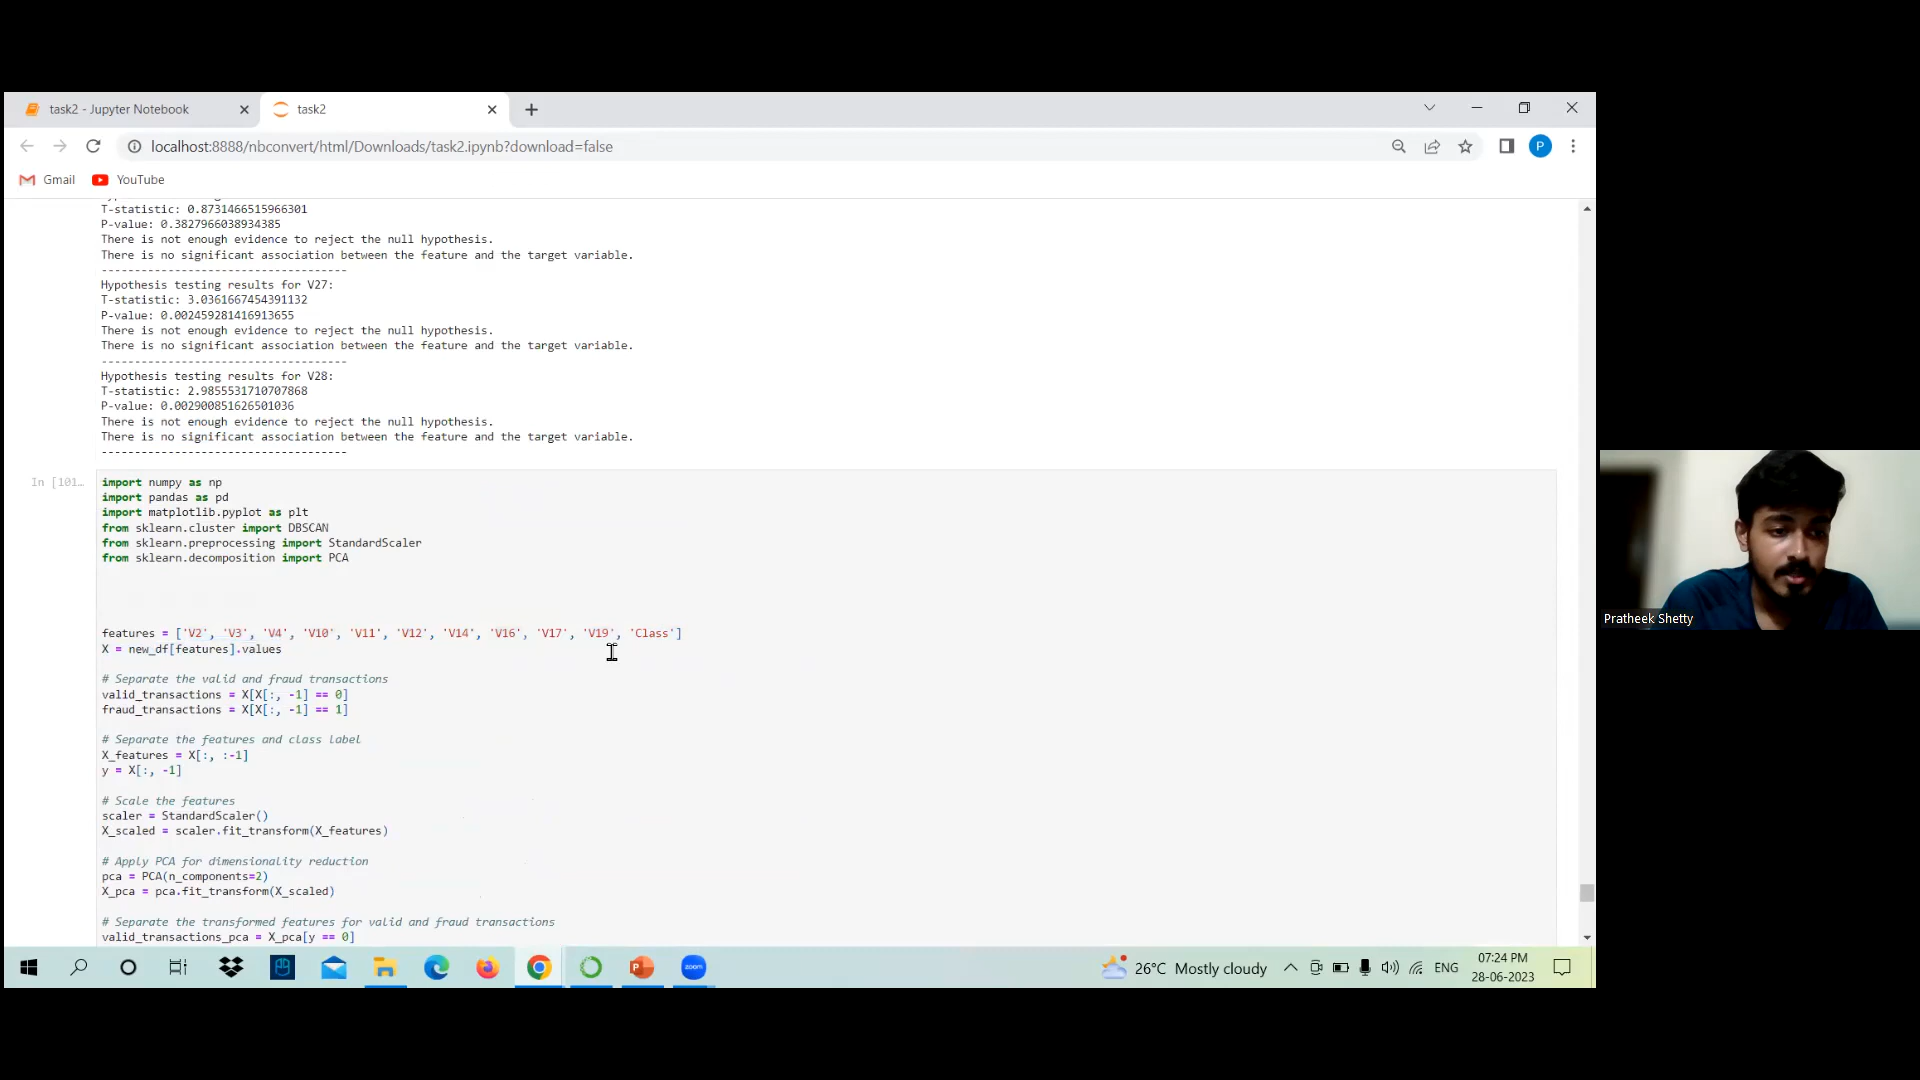 task2 - Jupyter Notebook
task2
localhost:8888/nbconvert/html/Downloads/task2.ipynb?download=false
P
Gmail
YouTube
T-statistic: 0.8731466515966301
P-value: 0.3827966038934385
There is not enough evidence to reject the null hypothesis.
There is no significant association between the feature and the target variable.
-------------------------------------
Hypothesis testing results for V27:
T-statistic: 3.0361667454391132
P-value: 0.002459281416913655
There is not enough evidence to reject the null hypothesis.
There is no significant association between the feature and the target variable.
-------------------------------------
Hypothesis testing results for V28:
T-statistic: 2.9855531710707868
P-value: 0.002900851626501036
There is not enough evidence to reject the null hypothesis.
There is no significant association between the feature and the target variable.
-------------------------------------
In [101…
import numpy as np
import pandas as pd
import matplotlib.pyplot as plt
from sklearn.cluster import DBSCAN
from sklearn.preprocessing import StandardScaler
from sklearn.decomposition import PCA
features = ['V2', 'V3', 'V4', 'V10', 'V11', 'V12', 'V14', 'V16', 'V17', 'V19', 'Class']
X = new_df[features].values
# Separate the valid and fraud transactions
valid_transactions = X[X[:, -1] == 0]
fraud_transactions = X[X[:, -1] == 1]
# Separate the features and class label
X_features = X[:, :-1]
y = X[:, -1]
# Scale the features
scaler = StandardScaler()
X_scaled = scaler.fit_transform(X_features)
# Apply PCA for dimensionality reduction
pca = PCA(n_components=2)
X_pca = pca.fit_transform(X_scaled)
# Separate the transformed features for valid and fraud transactions
valid_transactions_pca = X_pca[y == 0]
Pratheek Shetty
zoom
26°C Mostly cloudy
ENG
07:24 PM
28-06-2023